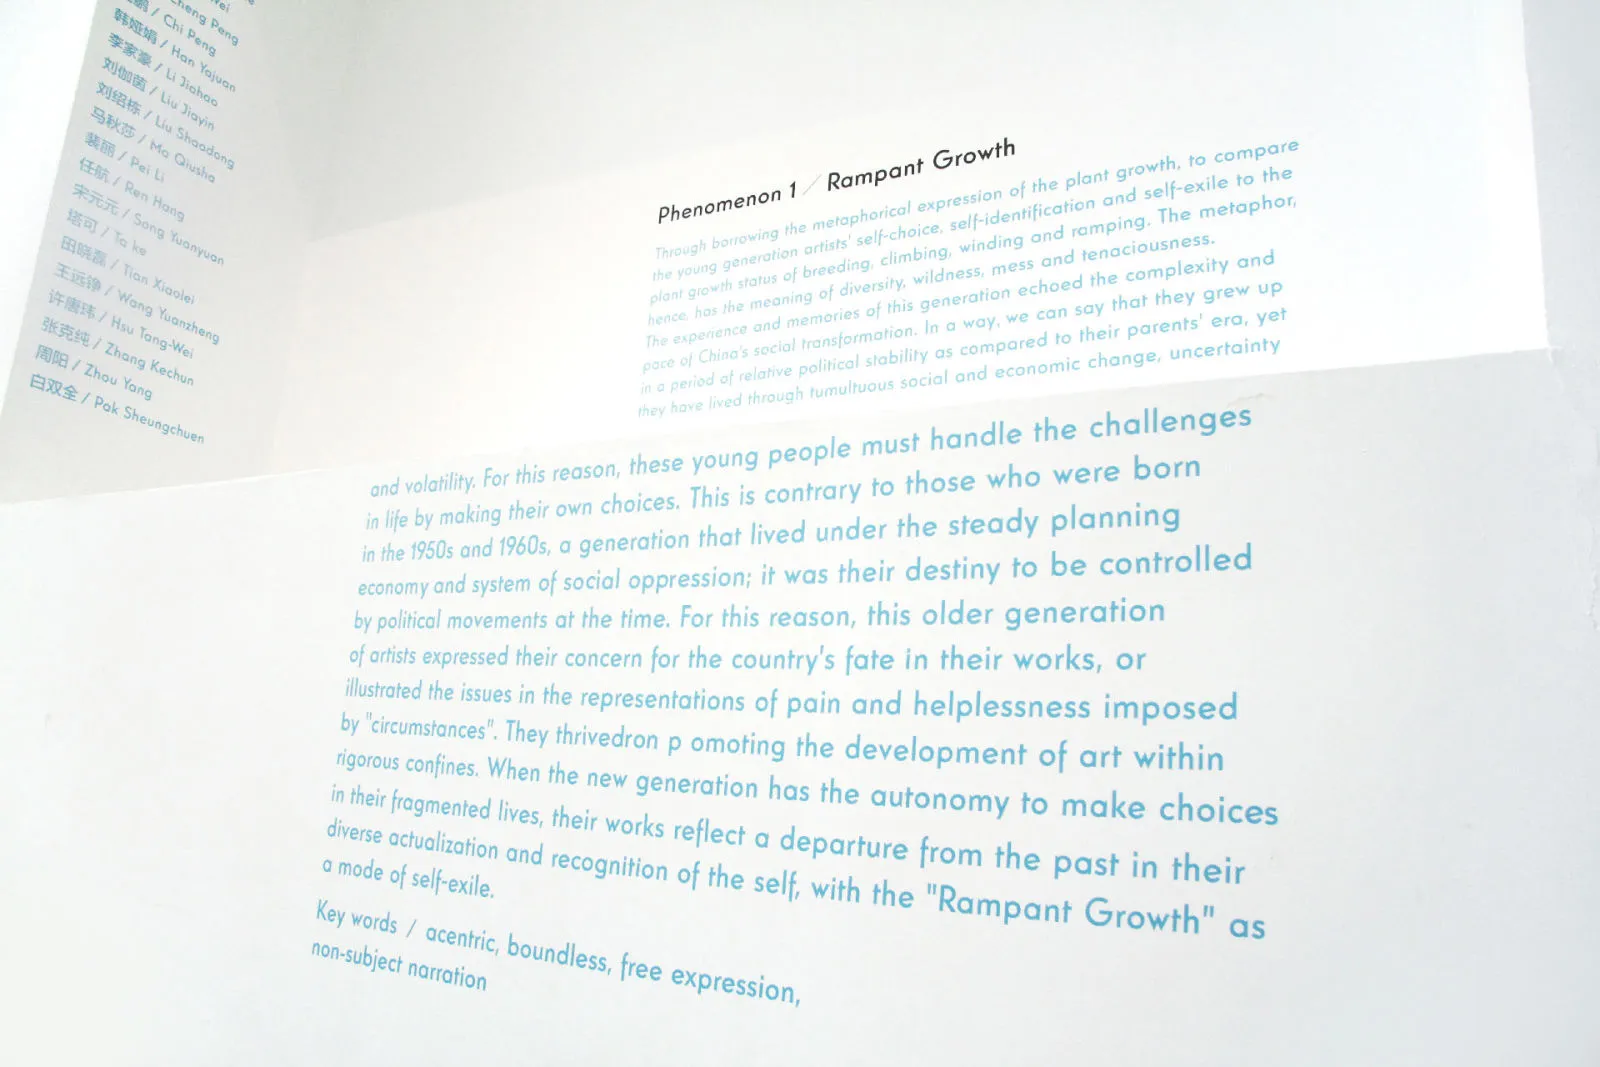 Cheng Peng
/ Chi Peng
韩娅娟 / Han Yajuan
李家豪 / Li Jiahao
刘伽茵 / Liu Jiayin
刘绍栋 / Liu Shaodong
马秋莎 / Ma Qiusha
裴丽 / Pei Li
任航 / Ren Hang
宋元元 / Song Yuanyuan
塔可 / Ta ke
田晓磊 / Tian Xiaolei
王远铮 / Wang Yuanzheng
许唐玮 / Hsu Tang-Wei
张克纯 / Zhang Kechun
周阳 / Zhou Yang
白双全 / Pak Sheungchuen
Phenomenon 1 / Rampant Growth
Through borrowing the metaphorical expression of the plant growth, to compare
the young generation artists' self-choice, self-identification and self-exile to the
plant growth status of breeding, climbing, winding and ramping. The metaphor,
hence, has the meaning of diversity, wildness, mess and tenaciousness.
The experience and memories of this generation echoed the complexity and
pace of China's social transformation. In a way, we can say that they grew up
in a period of relative political stability as compared to their parents' era, yet
they have lived through tumultuous social and economic change, uncertainty
and volatility. For this reason, these young people must handle the challenges
in life by making their own choices. This is contrary to those who were born
in the 1950s and 1960s, a generation that lived under the steady planning
economy and system of social oppression; it was their destiny to be controlled
by political movements at the time. For this reason, this older generation
of artists expressed their concern for the country's fate in their works, or
illustrated the issues in the representations of pain and helplessness imposed
by "circumstances". They thrivedron p omoting the development of art within
rigorous confines. When the new generation has the autonomy to make choices
in their fragmented lives, their works reflect a departure from the past in their
diverse actualization and recognition of the self, with the "Rampant Growth" as
a mode of self-exile.
Key words / acentric, boundless, free expression,
non-subject narration